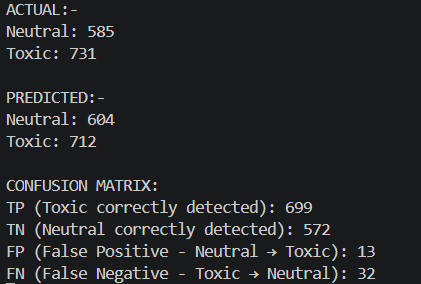 ACTUAL:-
Neutral: 585
Toxic: 731
PREDICTED:-
Neutral: 604
Toxic: 712
CONFUSION MATRIX:
TP (Toxic correctly detected): 699
TN (Neutral correctly detected): 572
FP (False Positive - Neutral → Toxic): 13
FN (False Negative - Toxic → Neutral): 32